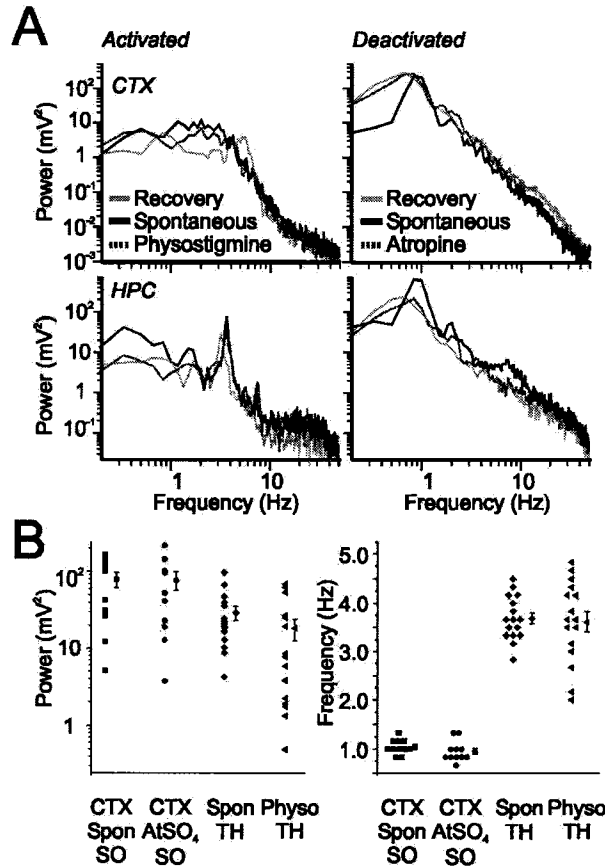 A
Activated
Deactivated
CTX
Power (mV²)
10²
10¹
1
10⁻¹
10⁻²
10⁻³
Recovery
Spontaneous
Physostigmine
Recovery
Spontaneous
Atropine
HPC
Power (mV²)
10²
10¹
1
10⁻¹
1
10
Frequency (Hz)
1
10
Frequency (Hz)
B
Power (mV²)
10²
10
1
Frequency (Hz)
5.0
4.0
3.0
2.0
1.0
CTX Spon SO
CTX AtSO₄ SO
Spon TH
Physo TH
CTX Spon SO
CTX AtSO₄ SO
Spon TH
Physo TH